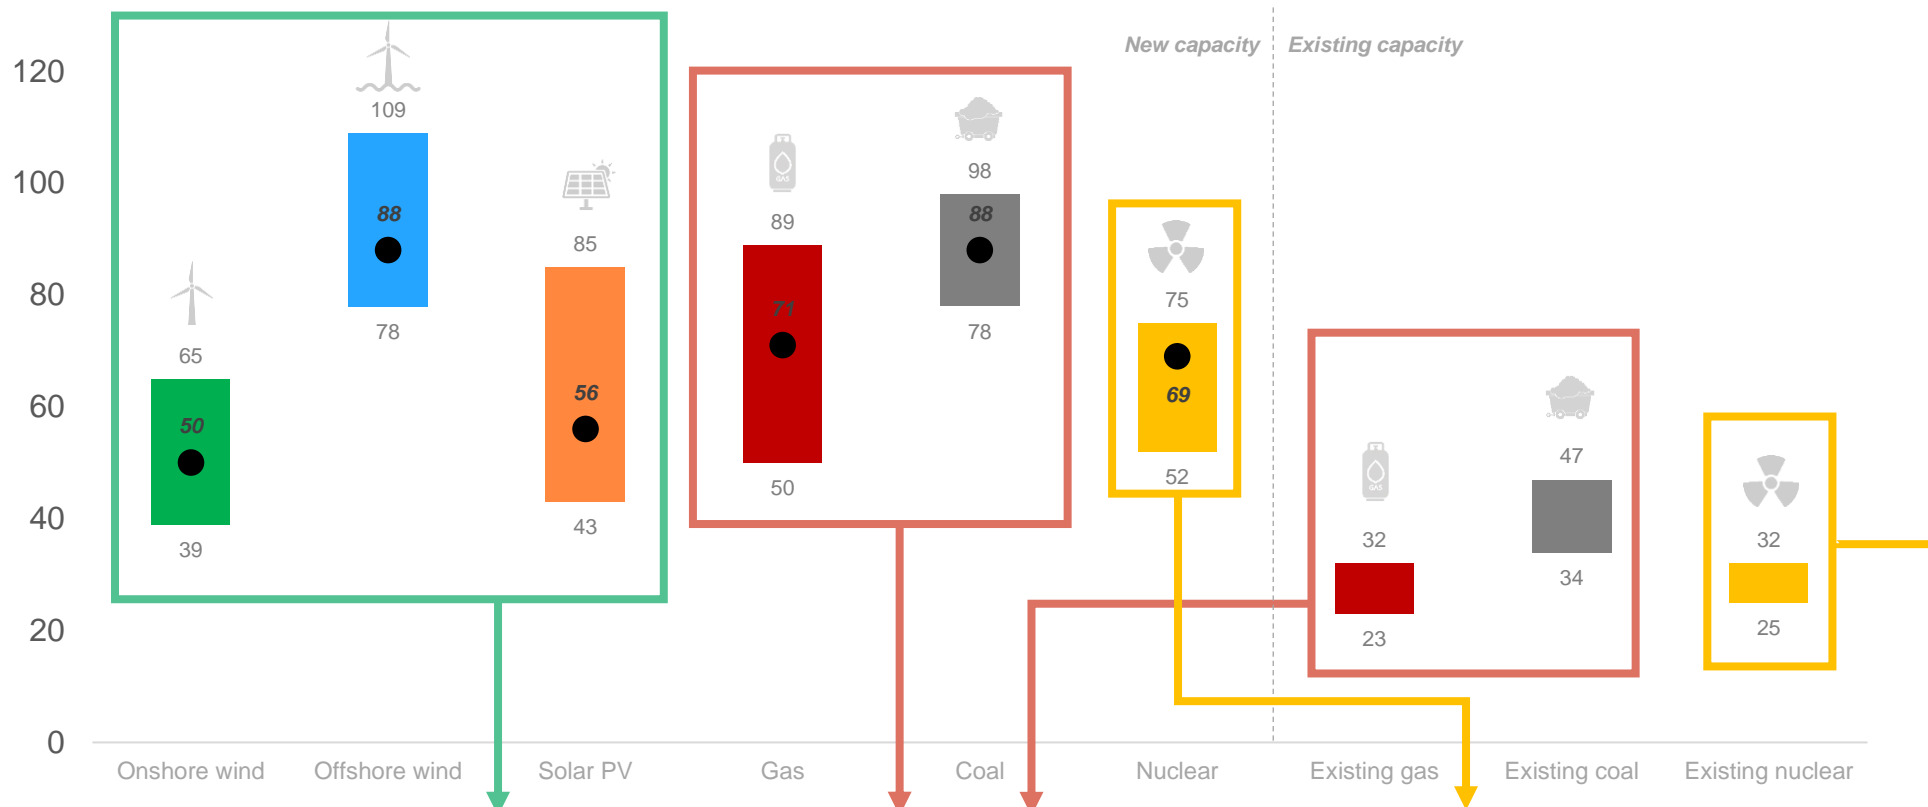 New capacity
Existing capacity
120
100
80
60
40
20
0
109
88
78
65
50
39
85
56
43
GAS
89
71
50
98
88
78
75
69
52
GAS
32
23
47
34
32
25
Onshore wind
Offshore wind
Solar PV
Gas
Coal
Nuclear
Existing gas
Existing coal
Existing nuclear